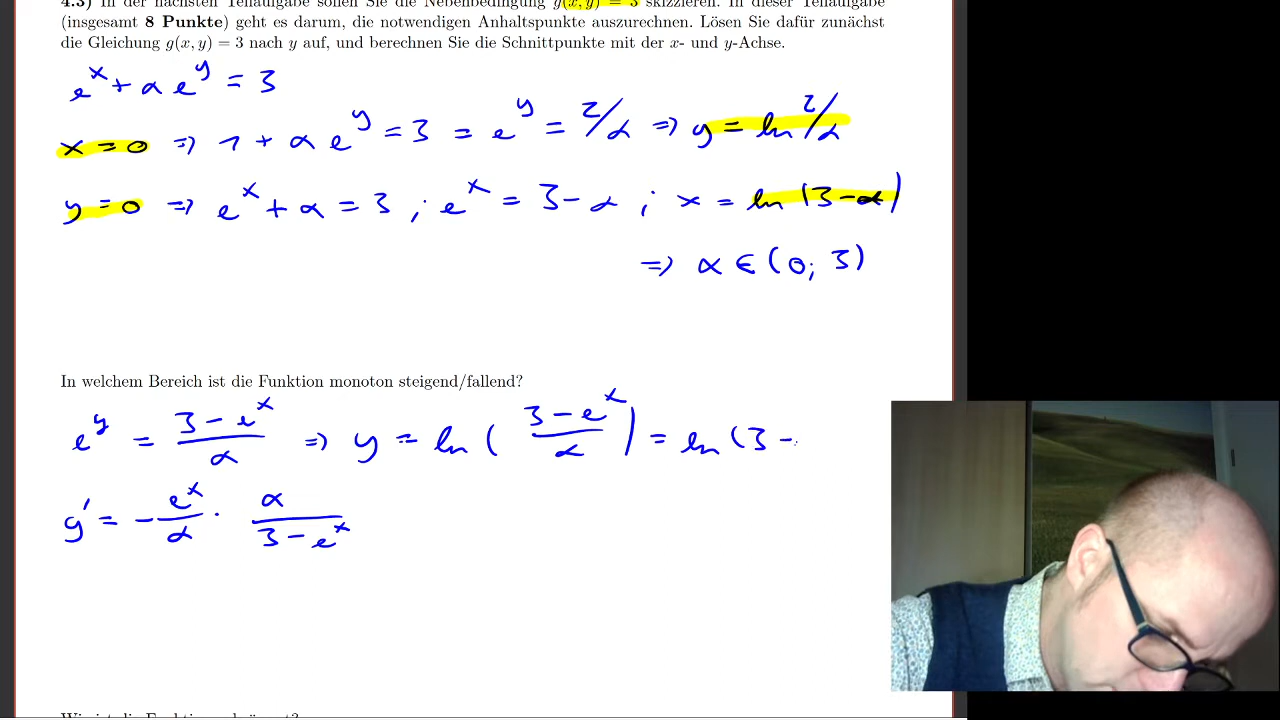 4.3) In der nächsten Teilaufgabe sollen Sie die Nebenbedingung g(x, y) = 3 skizzieren. In dieser Teilaufgabe
(insgesamt 8 Punkte) geht es darum, die notwendigen Anhaltspunkte auszurechnen. Lösen Sie dafür zunächst
die Gleichung g(x, y) = 3 nach y auf, und berechnen Sie die Schnittpunkte mit der x- und y-Achse.
e^x + α e^y = 3
x = 0 ⇒ 1 + α e^y = 3 = e^y = 2/α ⇒ y = ln 2/α
y = 0 ⇒ e^x + α = 3 ; e^x = 3 - α ; x = ln (3 - α)
⇒ α ∈ (0; 3)
In welchem Bereich ist die Funktion monoton steigend/fallend?
e^y = (3 - e^x)/α ⇒ y = ln ( (3 - e^x)/α ) = ln (3 -
y' = - e^x/α · α/(3 - e^x)